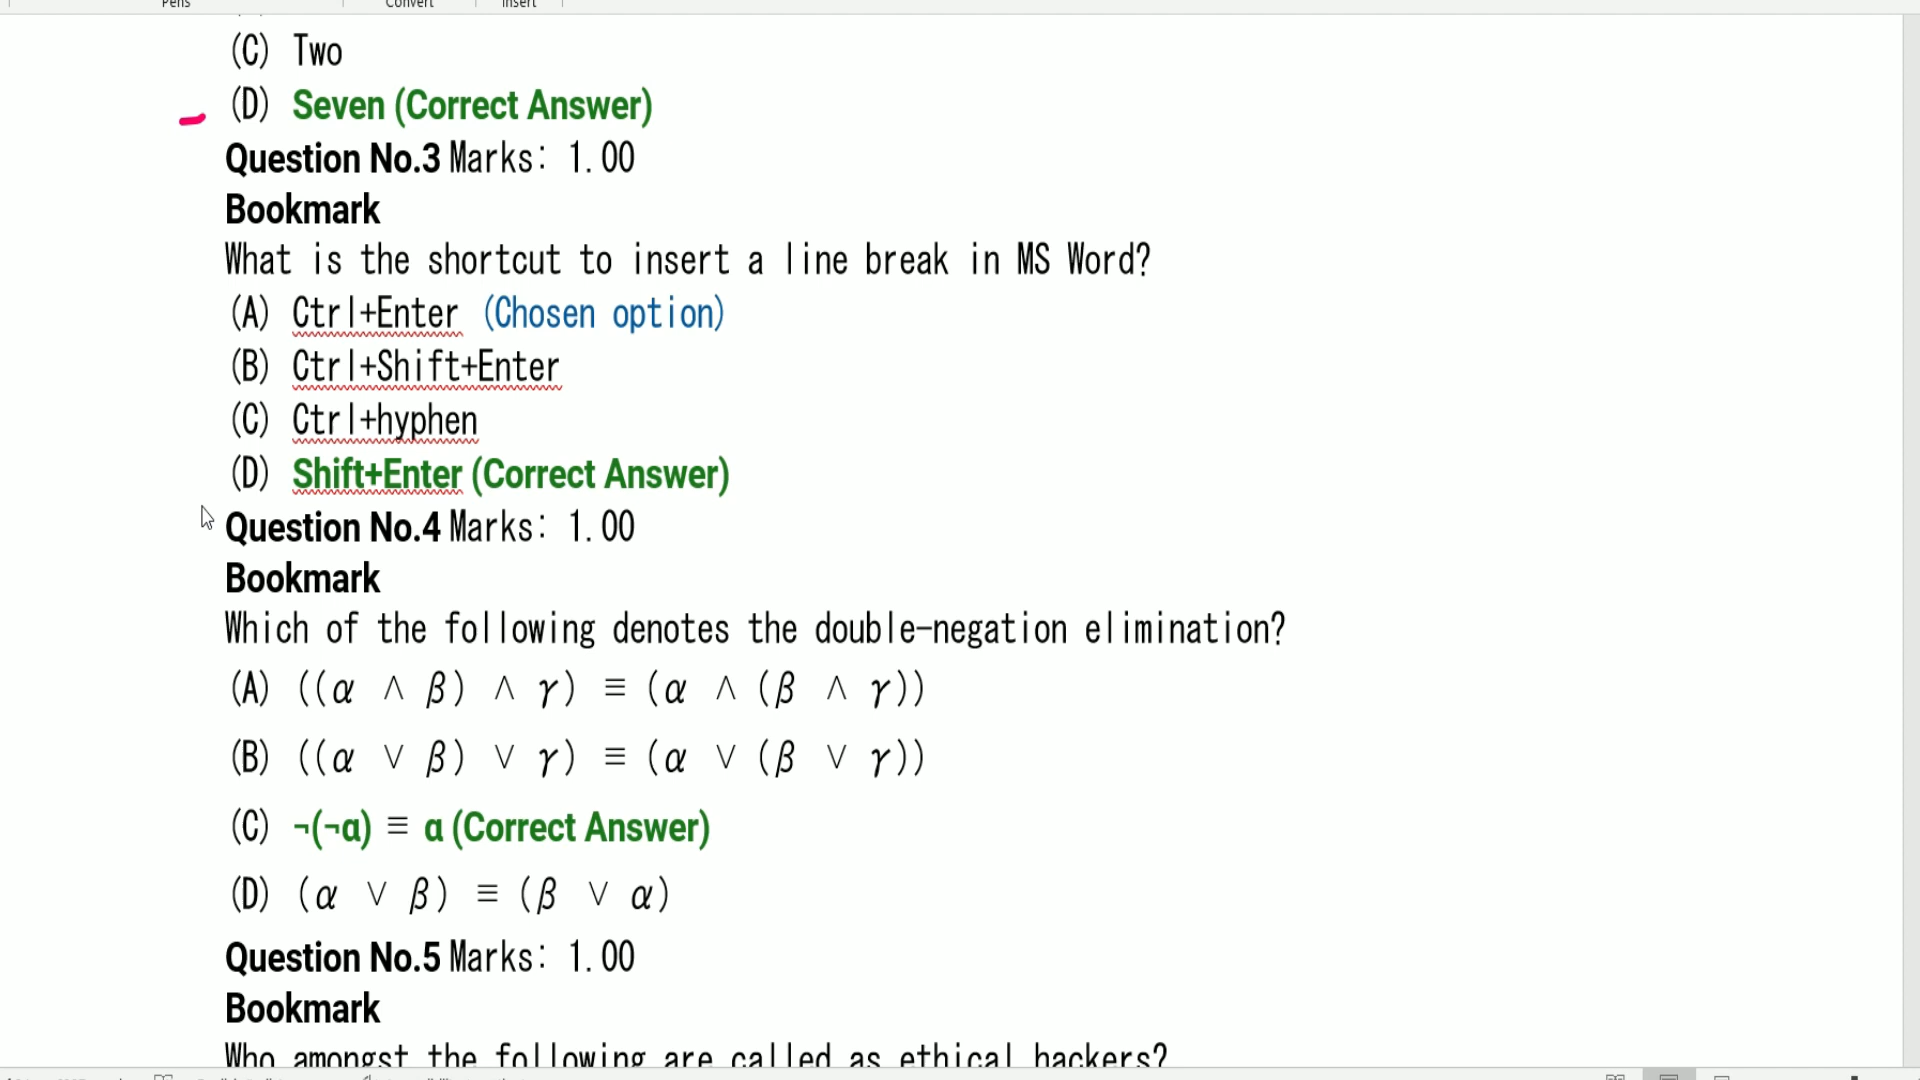 Pens Convert Insert
(C) Two
(D) Seven (Correct Answer)
Question No.3 Marks: 1.00
Bookmark
What is the shortcut to insert a line break in MS Word?
(A) Ctrl+Enter (Chosen option)
(B) Ctrl+Shift+Enter
(C) Ctrl+hyphen
(D) Shift+Enter (Correct Answer)
Question No.4 Marks: 1.00
Bookmark
Which of the following denotes the double-negation elimination?
(A) ((α ∧ β) ∧ γ) ≡ (α ∧ (β ∧ γ))
(B) ((α ∨ β) ∨ γ) ≡ (α ∨ (β ∨ γ))
(C) ¬(¬α) ≡ α (Correct Answer)
(D) (α ∨ β) ≡ (β ∨ α)
Question No.5 Marks: 1.00
Bookmark
Who amongst the following are called as ethical hackers?